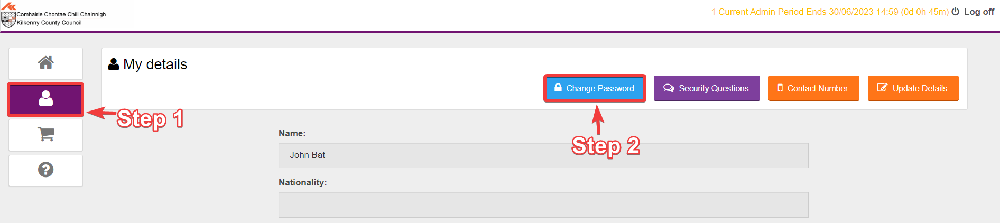 Comhairle Chontae Chill Chainnigh
Kilkenny County Council
1 Current Admin Period Ends 30/06/2023 14:59 (0d 0h 45m) Log off
My details
Change Password
Security Questions
Contact Number
Update Details
Step 1
Step 2
Name:
John Bat
Nationality: